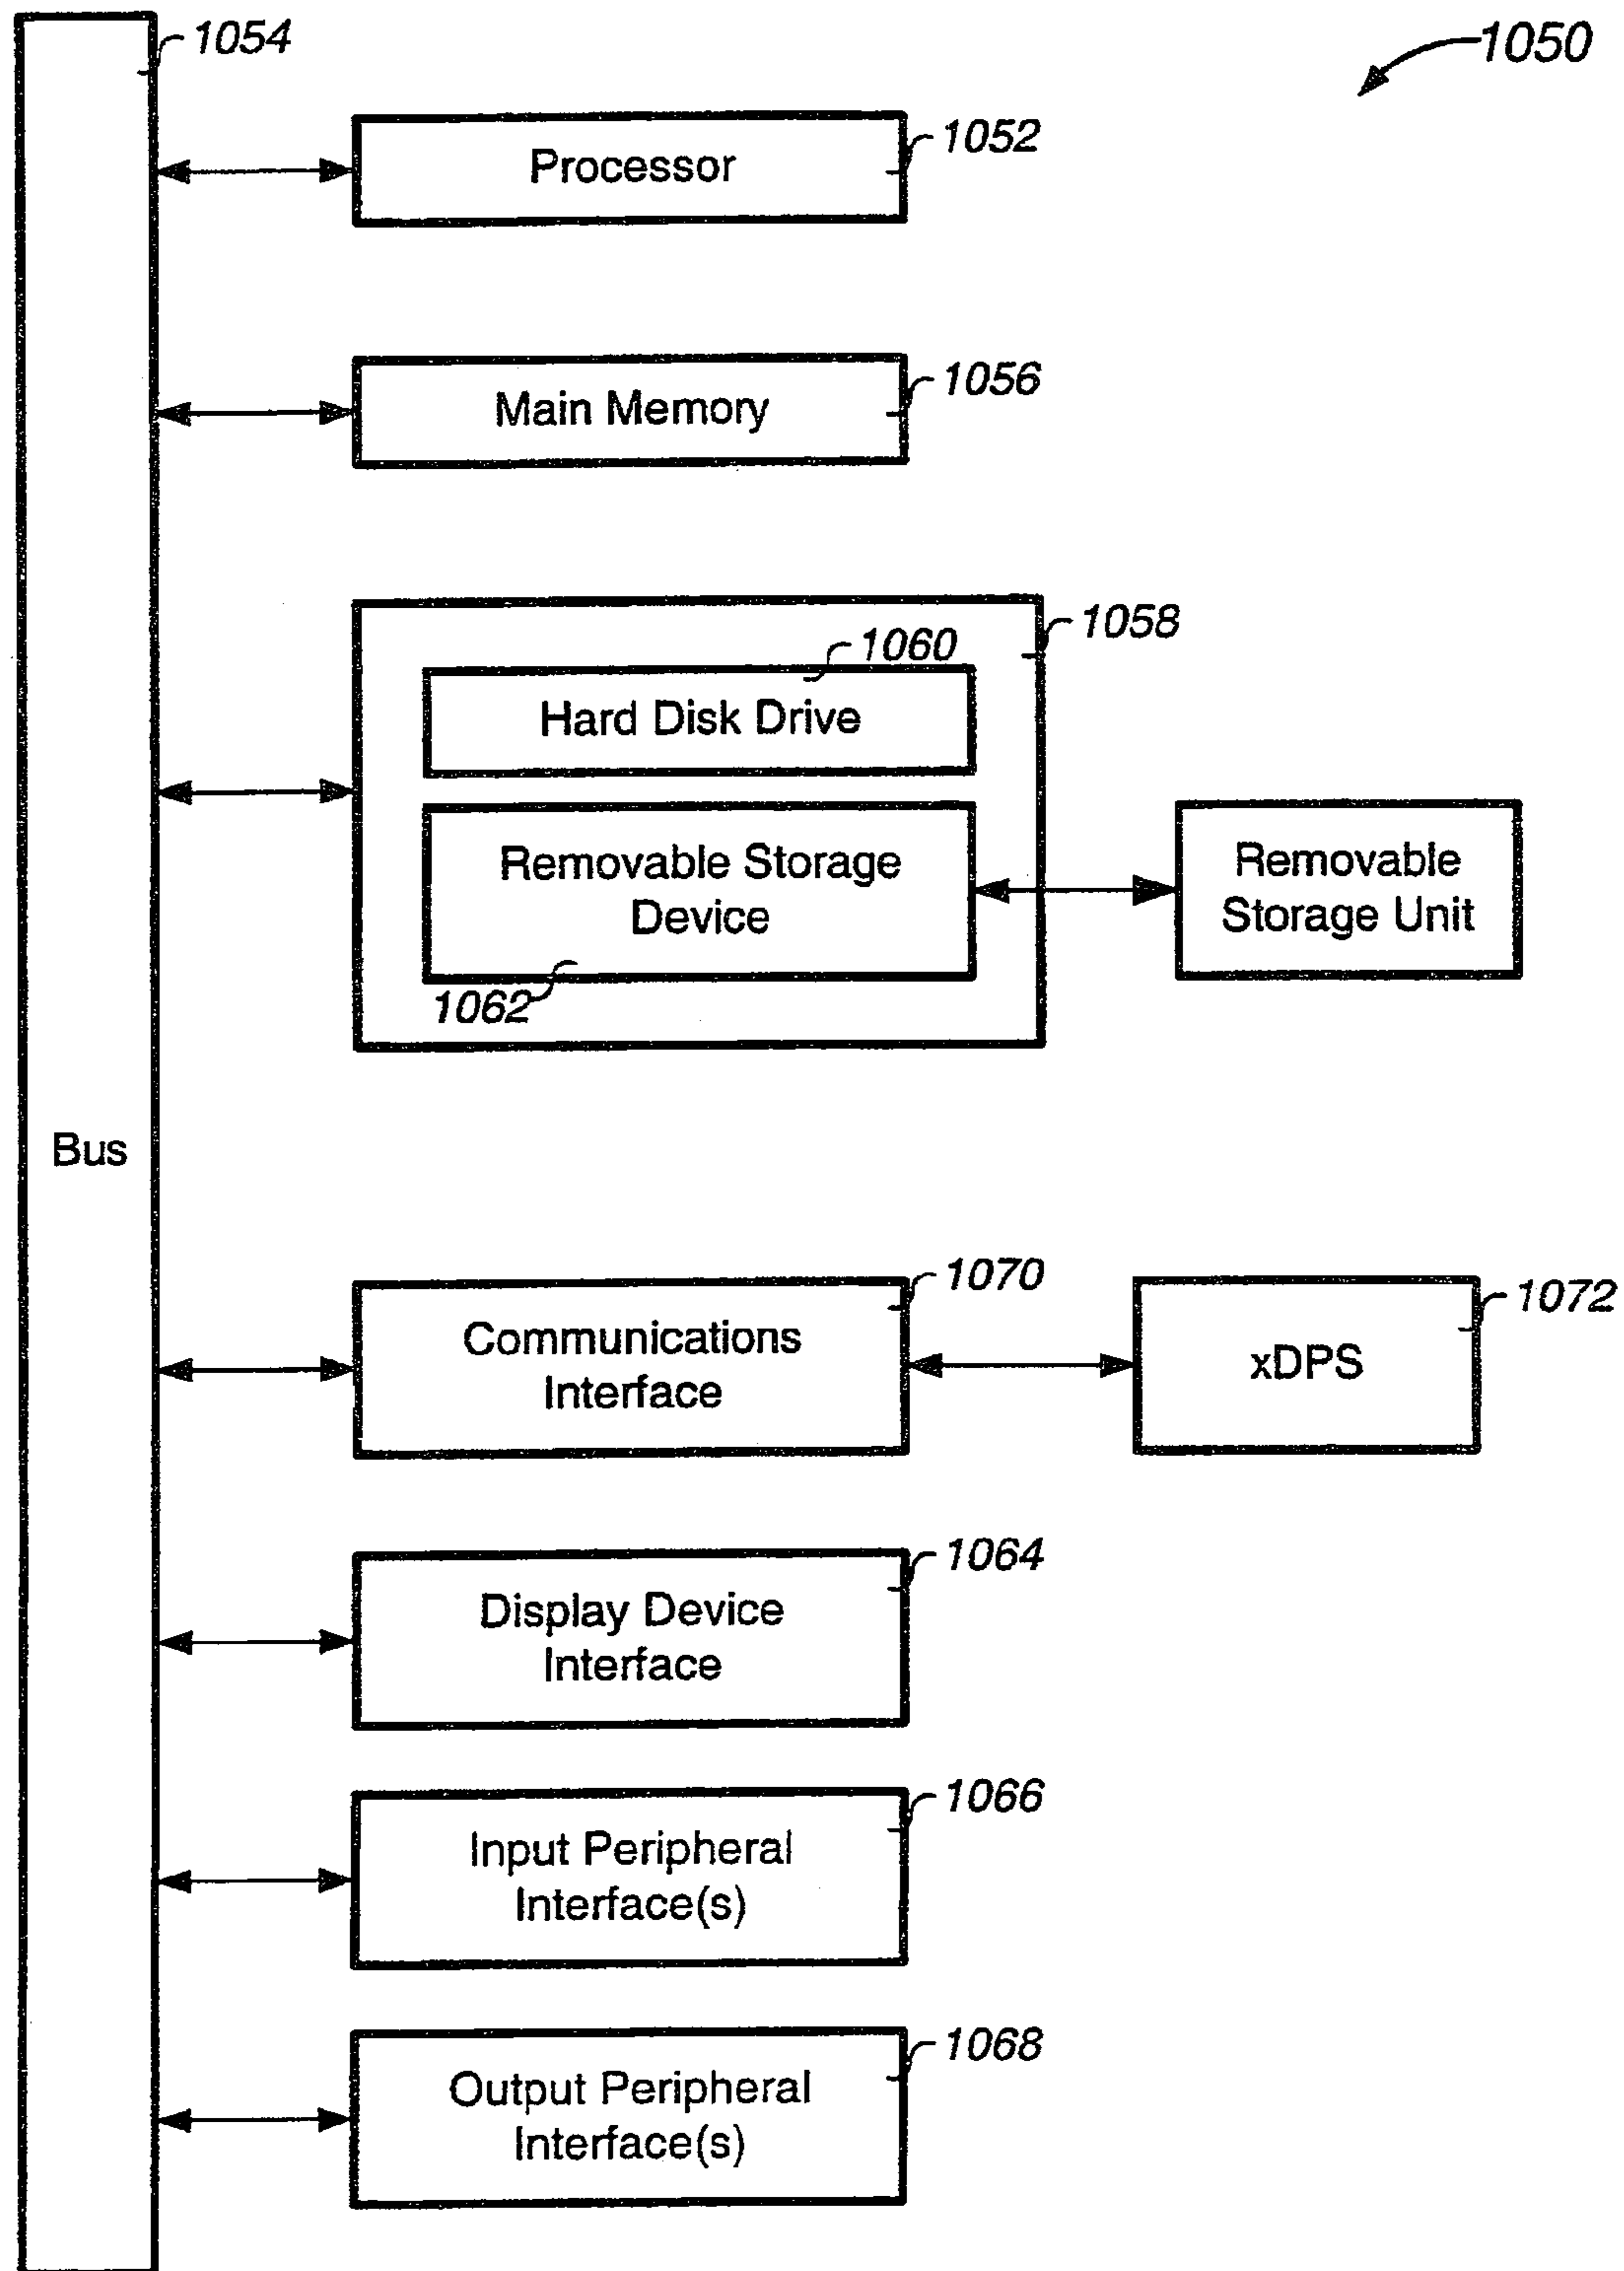 1054
1050
1052
Processor
1056
Main Memory
1058
1060
Hard Disk Drive
Removable Storage
Device
1062
Removable
Storage Unit
Bus
1070
Communications
Interface
1072
xDPS
1064
Display Device
Interface
1066
Input Peripheral
Interface(s)
1068
Output Peripheral
Interface(s)